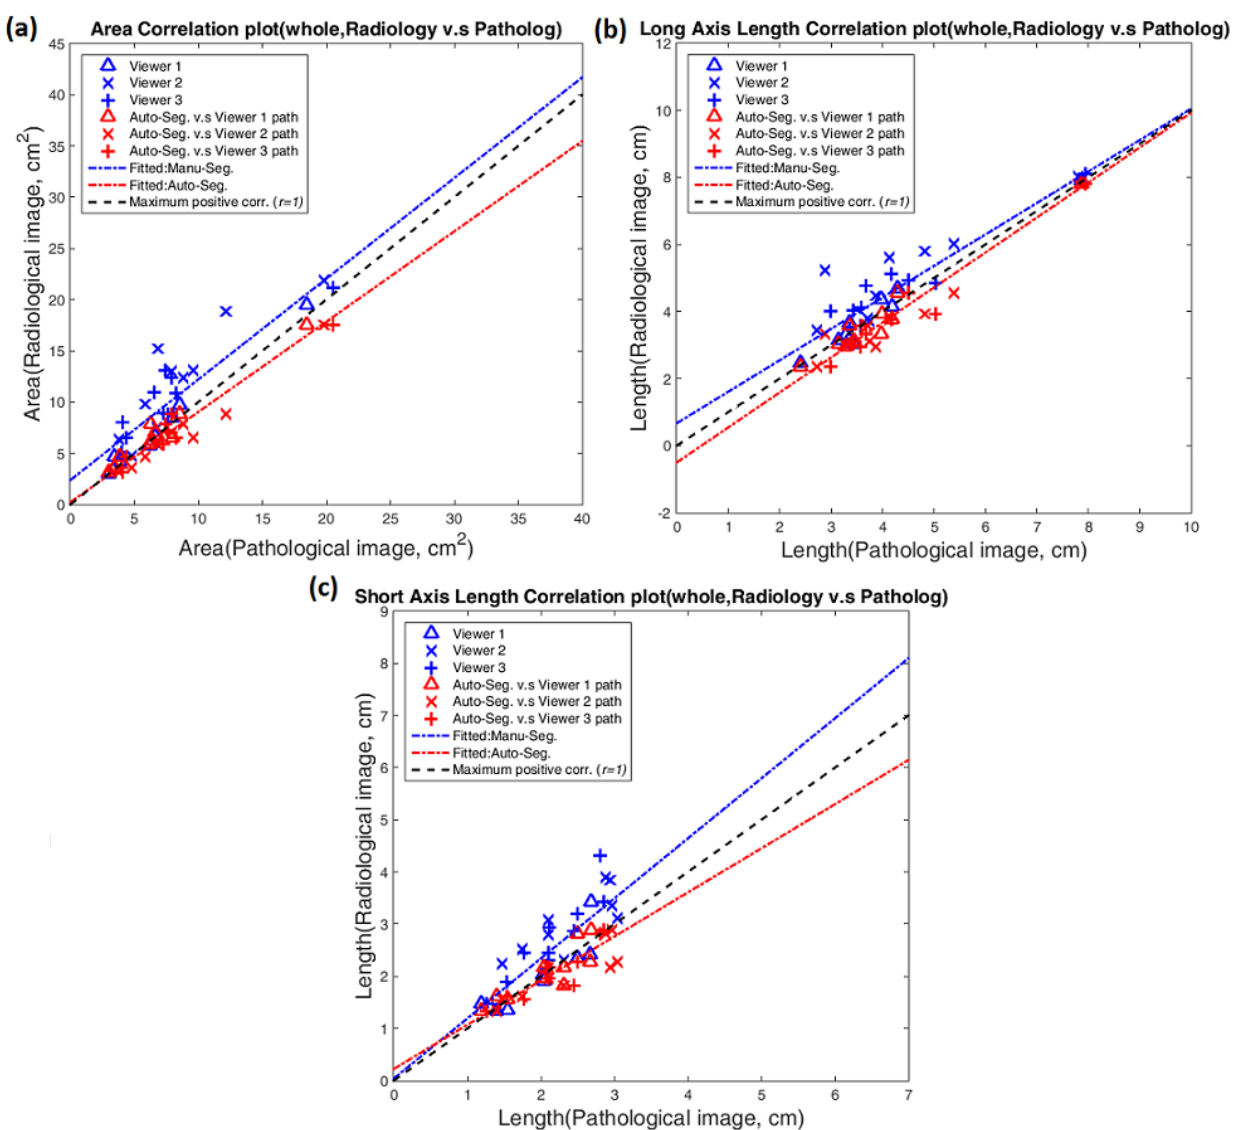 (a)
Area Correlation plot(whole,Radiology v.s Patholog)
45
40
35
30
25
20
15
10
5
0
Area(Radiological image, cm2)
Viewer 1
Viewer 2
Viewer 3
Auto-Seg. v.s Viewer 1 path
Auto-Seg. v.s Viewer 2 path
Auto-Seg. v.s Viewer 3 path
Fitted:Manu-Seg.
Fitted:Auto-Seg.
Maximum positive corr. (r=1)
0 5 10 15 20 25 30 35 40
Area(Pathological image, cm2)
(b)
Long Axis Length Correlation plot(whole,Radiology v.s Patholog)
12
10
8
6
4
2
0
-2
Length(Radiological image, cm)
Viewer 1
Viewer 2
Viewer 3
Auto-Seg. v.s Viewer 1 path
Auto-Seg. v.s Viewer 2 path
Auto-Seg. v.s Viewer 3 path
Fitted:Manu-Seg.
Fitted:Auto-Seg.
Maximum positive corr. (r=1)
0 1 2 3 4 5 6 7 8 9 10
Length(Pathological image, cm)
(c)
Short Axis Length Correlation plot(whole,Radiology v.s Patholog)
9
8
7
6
5
4
3
2
1
0
Length(Radiological image, cm)
Viewer 1
Viewer 2
Viewer 3
Auto-Seg. v.s Viewer 1 path
Auto-Seg. v.s Viewer 2 path
Auto-Seg. v.s Viewer 3 path
Fitted:Manu-Seg.
Fitted:Auto-Seg.
Maximum positive corr. (r=1)
0 1 2 3 4 5 6 7
Length(Pathological image, cm)